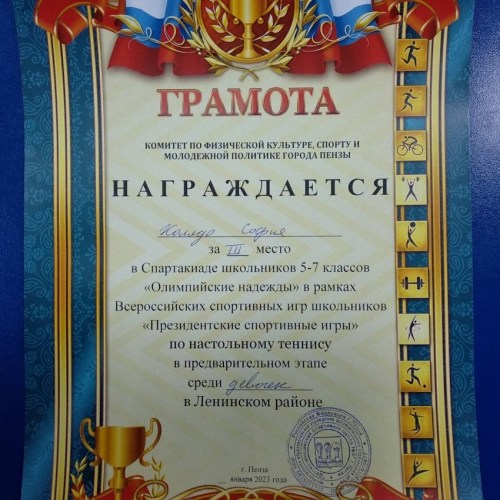 ГРАМОТА
КОМИТЕТ ПО ФИЗИЧЕСКОЙ КУЛЬТУРЕ, СПОРТУ И
МОЛОДЕЖНОЙ ПОЛИТИКЕ ГОРОДА ПЕНЗЫ
НАГРАЖДАЕТСЯ
Коляда София
за III место
в Спартакиаде школьников 5-7 классов
«Олимпийские надежды» в рамках
Всероссийских спортивных игр школьников
«Президентские спортивные игры»
по настольному теннису
в предварительном этапе
среди девочек
в Ленинском районе
г. Пенза
__ января 2023 года